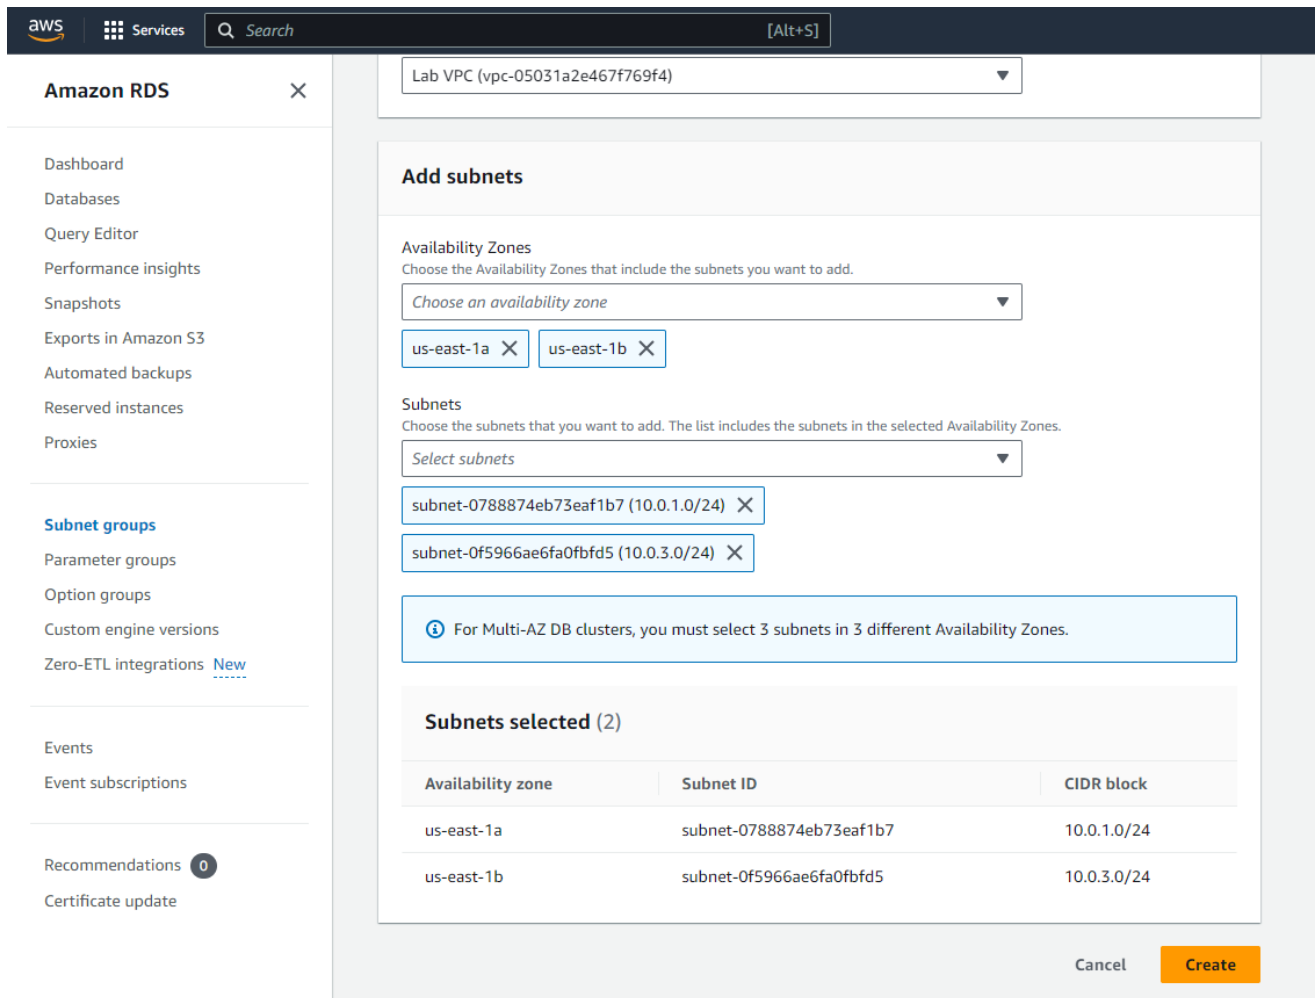 aws
Services
Search
[Alt+S]
Amazon RDS
Dashboard
Databases
Query Editor
Performance insights
Snapshots
Exports in Amazon S3
Automated backups
Reserved instances
Proxies
Subnet groups
Parameter groups
Option groups
Custom engine versions
Zero-ETL integrations New
Events
Event subscriptions
Recommendations 0
Certificate update
Lab VPC (vpc-05031a2e467f769f4)
Add subnets
Availability Zones
Choose the Availability Zones that include the subnets you want to add.
Choose an availability zone
us-east-1a us-east-1b
Subnets
Choose the subnets that you want to add. The list includes the subnets in the selected Availability Zones.
Select subnets
subnet-0788874eb73eaf1b7 (10.0.1.0/24)
subnet-0f5966ae6fa0fbfd5 (10.0.3.0/24)
For Multi-AZ DB clusters, you must select 3 subnets in 3 different Availability Zones.
Subnets selected (2)
Availability zone Subnet ID CIDR block
us-east-1a subnet-0788874eb73eaf1b7 10.0.1.0/24
us-east-1b subnet-0f5966ae6fa0fbfd5 10.0.3.0/24
Cancel Create